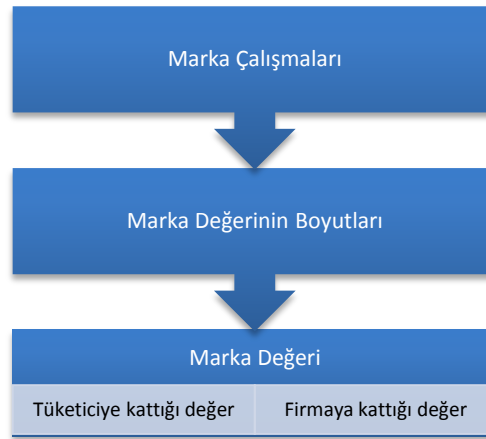 Marka Çalışmaları
Marka Değerinin Boyutları
Marka Değeri
Tüketiciye kattığı değer
Firmaya kattığı değer